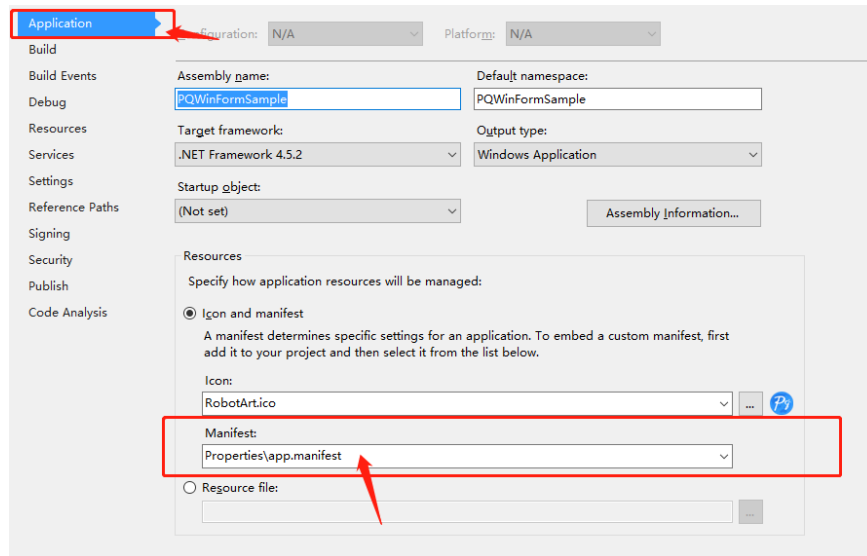 Application
Configuration: N/A Platform: N/A
Build
Build Events
Debug
Resources
Services
Settings
Reference Paths
Signing
Security
Publish
Code Analysis
Assembly name: Default namespace:
PQWinFormSample PQWinFormSample
Target framework: Output type:
.NET Framework 4.5.2 Windows Application
Startup object:
(Not set) Assembly Information...
Resources
Specify how application resources will be managed:
Icon and manifest
A manifest determines specific settings for an application. To embed a custom manifest, first
add it to your project and then select it from the list below.
Icon:
RobotArt.ico ...
Manifest:
Properties\app.manifest
Resource file:
...